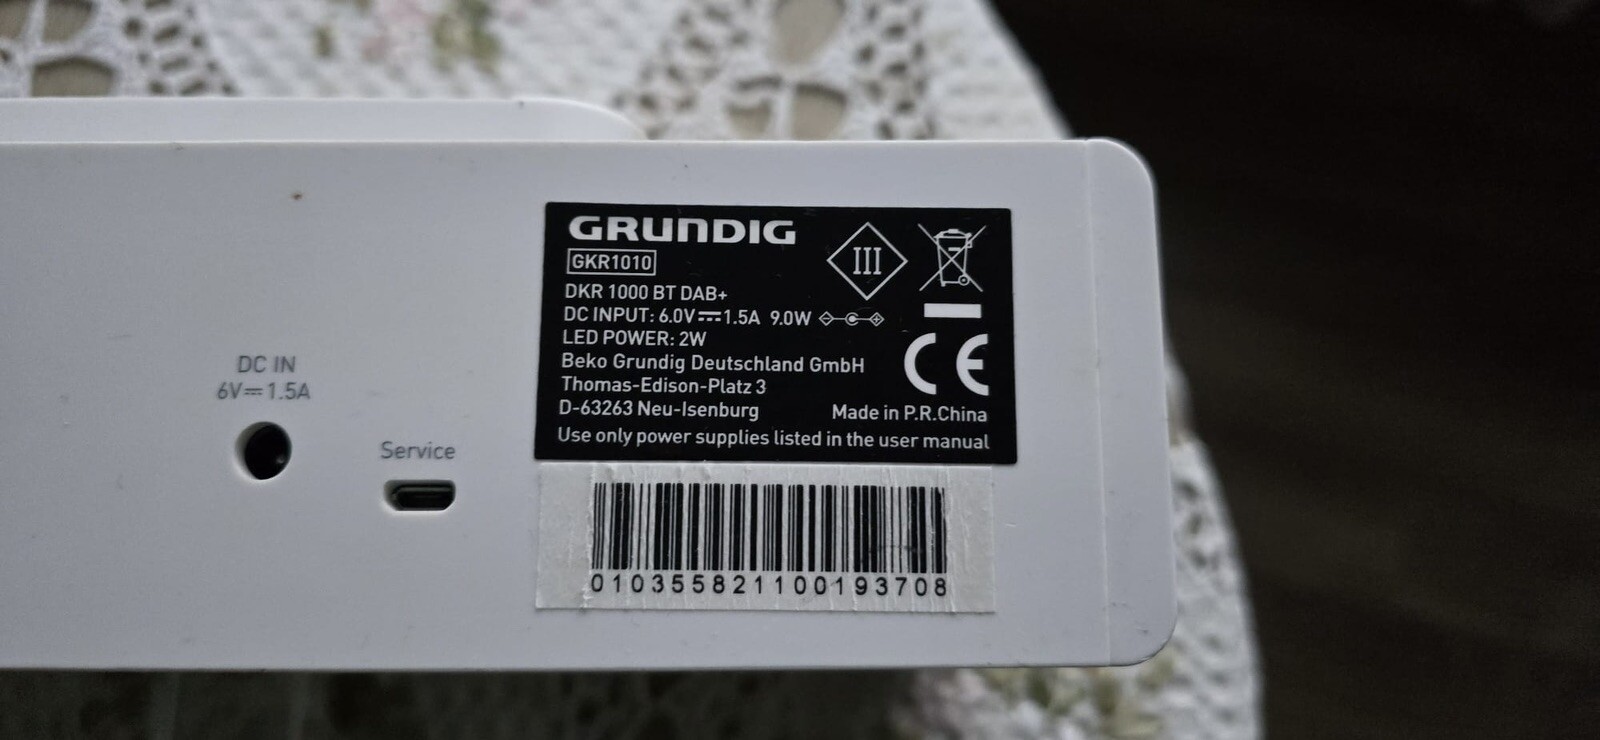 GRUNDIG
GKR1010
III
DKR 1000 BT DAB+
DC INPUT: 6.0V⎓1.5A 9.0W
LED POWER: 2W
Beko Grundig Deutschland GmbH
CE
Thomas-Edison-Platz 3
D-63263 Neu-Isenburg
Made in P.R.China
Use only power supplies listed in the user manual
DC IN
6V⎓1.5A
Service
010355821100193708